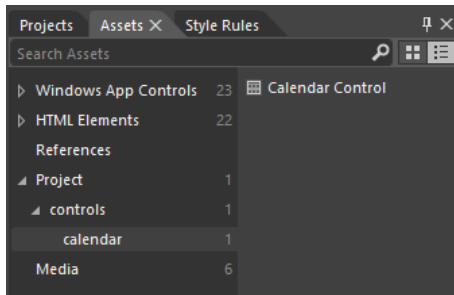 Projects Assets Style Rules
Search Assets
Windows App Controls 23 Calendar Control
HTML Elements 22
References
Project 1
controls 1
calendar 1
Media 6